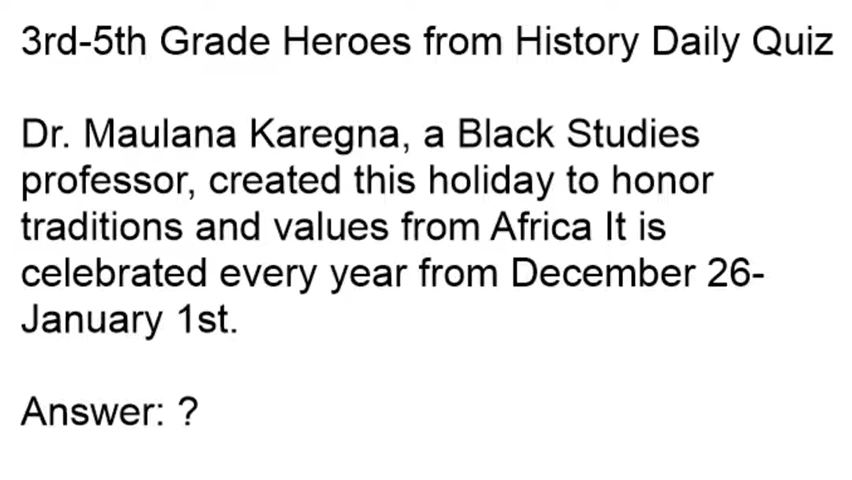 3rd-5th Grade Heroes from History Daily Quiz
Dr. Maulana Karegna, a Black Studies
professor, created this holiday to honor
traditions and values from Africa It is
celebrated every year from December 26-
January 1st.
Answer: ?